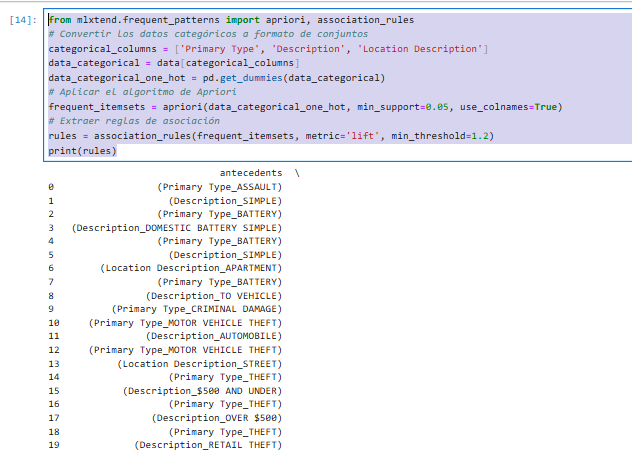 [14]: from mlxtend.frequent_patterns import apriori, association_rules
# Convertir los datos categóricos a formato de conjuntos
categorical_columns = ['Primary Type', 'Description', 'Location Description']
data_categorical = data[categorical_columns]
data_categorical_one_hot = pd.get_dummies(data_categorical)
# Aplicar el algoritmo de Apriori
frequent_itemsets = apriori(data_categorical_one_hot, min_support=0.05, use_colnames=True)
# Extraer reglas de asociación
rules = association_rules(frequent_itemsets, metric='lift', min_threshold=1.2)
print(rules)
antecedents \
0 (Primary Type_ASSAULT)
1 (Description_SIMPLE)
2 (Primary Type_BATTERY)
3 (Description_DOMESTIC BATTERY SIMPLE)
4 (Primary Type_BATTERY)
5 (Description_SIMPLE)
6 (Location Description_APARTMENT)
7 (Primary Type_BATTERY)
8 (Description_TO VEHICLE)
9 (Primary Type_CRIMINAL DAMAGE)
10 (Primary Type_MOTOR VEHICLE THEFT)
11 (Description_AUTOMOBILE)
12 (Primary Type_MOTOR VEHICLE THEFT)
13 (Location Description_STREET)
14 (Primary Type_THEFT)
15 (Description_$500 AND UNDER)
16 (Primary Type_THEFT)
17 (Description_OVER $500)
18 (Primary Type_THEFT)
19 (Description_RETAIL THEFT)